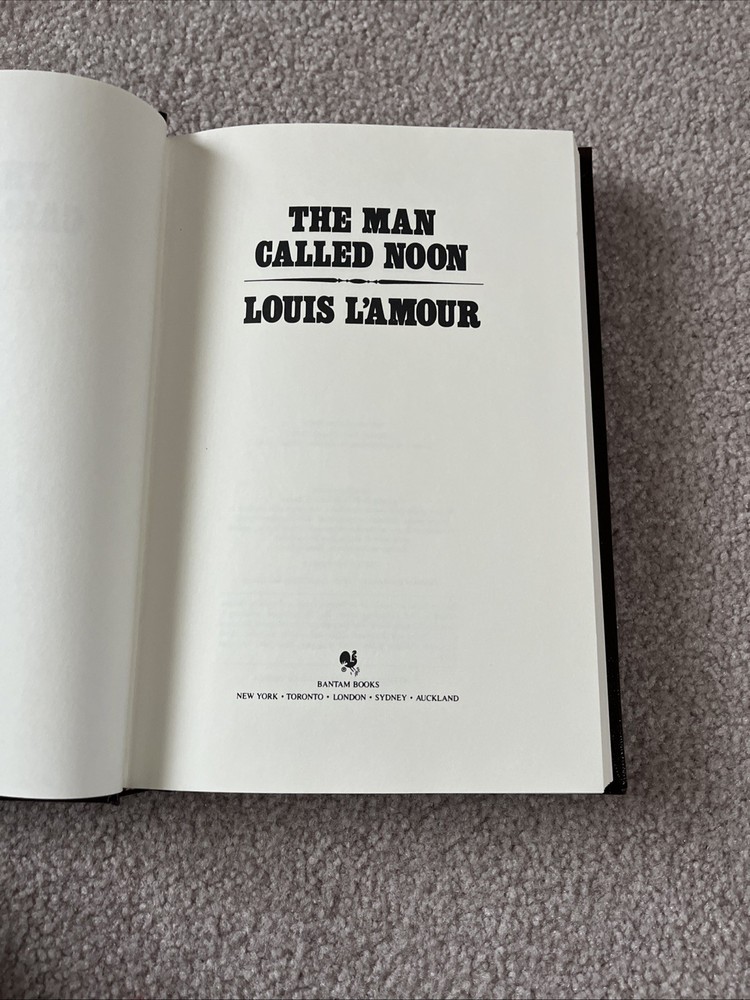 THE MAN
CALLED NOON
LOUIS L'AMOUR
BANTAM BOOKS
NEW YORK • TORONTO • LONDON • SYDNEY • AUCKLAND